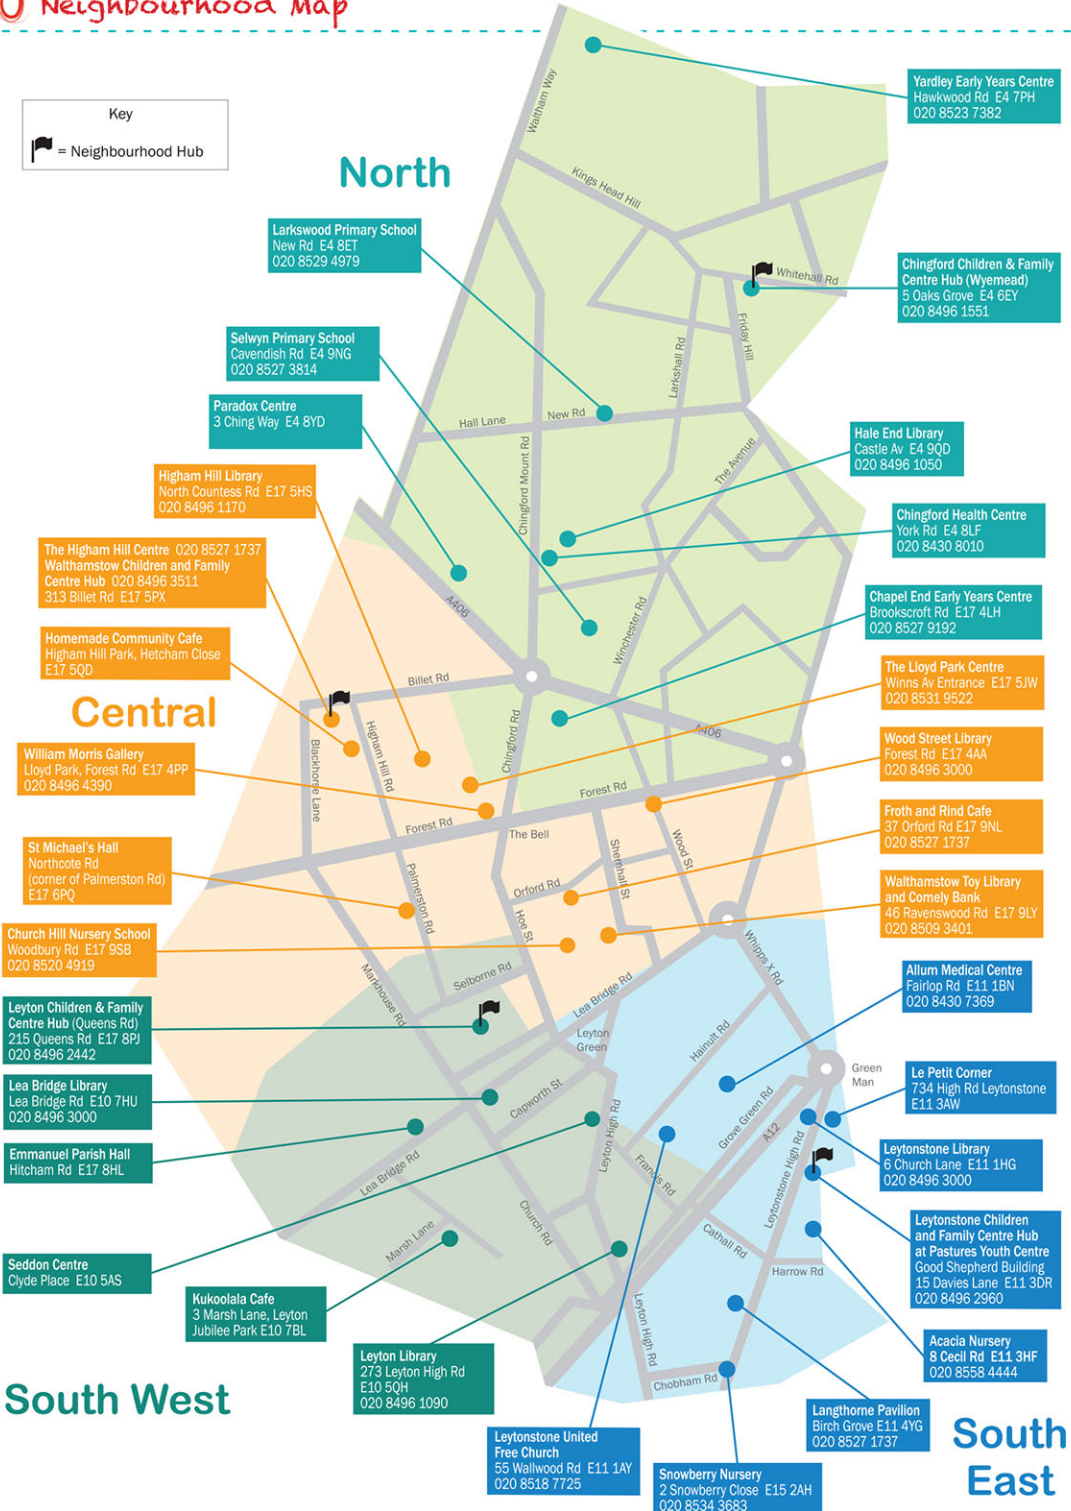 Neighbourhood Map
Key
= Neighbourhood Hub
North
Yardley Early Years Centre
Hawkwood Rd E4 7PH
020 8523 7382
Larkswood Primary School
New Rd E4 8ET
020 8529 4979
Chingford Children & Family
Centre Hub (Wyemead)
5 Oaks Grove E4 6EY
020 8496 1551
Selwyn Primary School
Cavendish Rd E4 9NG
020 8527 3814
Paradox Centre
3 Ching Way E4 8YD
Hale End Library
Castle Av E4 9QD
020 8496 1050
Chingford Health Centre
York Rd E4 8LF
020 8430 8010
Chapel End Early Years Centre
Brookscroft Rd E17 4LH
020 8527 9192
Higham Hill Library
North Countess Rd E17 5HS
020 8496 1170
The Higham Hill Centre 020 8527 1737
Walthamstow Children and Family
Centre Hub 020 8496 3511
313 Billet Rd E17 5PX
Homemade Community Cafe
Higham Hill Park, Hetcham Close
E17 5QD
Central
William Morris Gallery
Lloyd Park, Forest Rd E17 4PP
020 8496 4390
St Michael's Hall
Northcote Rd
(corner of Palmerston Rd)
E17 6PQ
Church Hill Nursery School
Woodbury Rd E17 9SB
020 8520 4919
The Lloyd Park Centre
Winns Av Entrance E17 5JW
020 8531 9522
Wood Street Library
Forest Rd E17 4AA
020 8496 3000
Froth and Rind Cafe
37 Orford Rd E17 9NL
020 8527 1737
Walthamstow Toy Library
and Comely Bank
46 Ravenswood Rd E17 9LY
020 8509 3401
Leyton Children & Family
Centre Hub (Queens Rd)
215 Queens Rd E17 8PJ
020 8496 2442
Lea Bridge Library
Lea Bridge Rd E10 7HU
020 8496 3000
Emmanuel Parish Hall
Hitcham Rd E17 8HL
Seddon Centre
Clyde Place E10 5AS
Kukoolala Cafe
3 Marsh Lane, Leyton
Jubilee Park E10 7BL
Leyton Library
273 Leyton High Rd
E10 5QH
020 8496 1090
South West
Allum Medical Centre
Fairlop Rd E11 1BN
020 8430 7369
Le Petit Corner
734 High Rd Leytonstone
E11 3AW
Leytonstone Library
6 Church Lane E11 1HG
020 8496 3000
Leytonstone Children
and Family Centre Hub
at Pastures Youth Centre
Good Shepherd Building
15 Davies Lane E11 3DR
020 8496 2960
Acacia Nursery
8 Cecil Rd E11 3HF
020 8558 4444
Langthorne Pavilion
Birch Grove E11 4YG
020 8527 1737
Leytonstone United
Free Church
55 Wallwood Rd E11 1AY
020 8518 7725
Snowberry Nursery
2 Snowberry Close E15 2AH
020 8534 3683
South
East
Waltham Way
Kings Head Hill
Whitehall Rd
Friday Hill
Larkshall Rd
Hall Lane
New Rd
Chingford Mount Rd
The Avenue
A406
Winchester Rd
Billet Rd
Blackhorse Lane
Higham Hill Rd
Chingford Rd
A406
Forest Rd
Forest Rd
The Bell
Palmerston Rd
Shernhall St
Wood St
Orford Rd
Hoe St
Markhouse Rd
Selborne Rd
Lea Bridge Rd
Whipps X Rd
Leyton
Green
Hainult Rd
Green
Man
Capworth St
Leyton High Rd
Grove Green Rd
A12
Lea Bridge Rd
Francis Rd
Leytonstone High Rd
Marsh Lane
Church Rd
Cathall Rd
Harrow Rd
Leyton High Rd
Chobham Rd